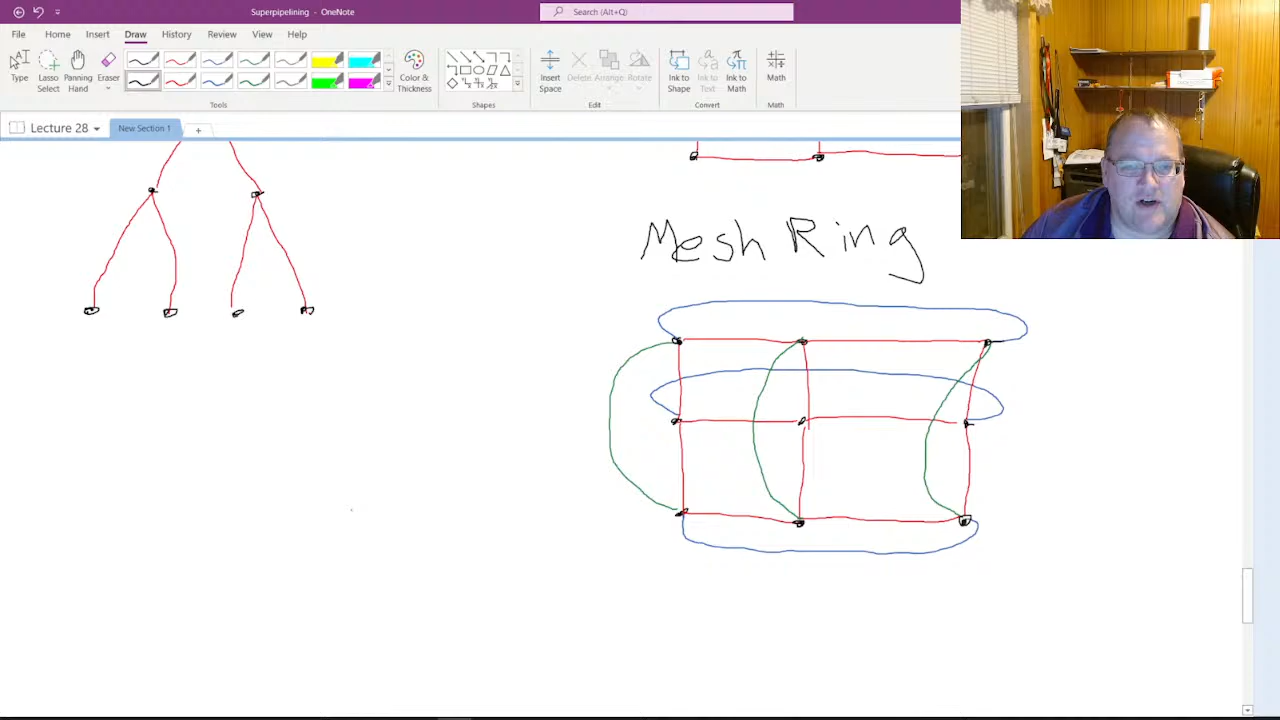 Superpipelining - OneNote
Search (Alt+Q)
File Home Insert Draw History Review View Help
Type
Lasso Select
Panning Hand
Eraser
Color & Thickness
Insert Space
Delete
Arrange
Rotate
Ink to Shape
Ink to Text
Ink to Math
Math
Tools
Shapes
Edit
Convert
Math
Lecture 28
New Section 1
+
Mesh Ring